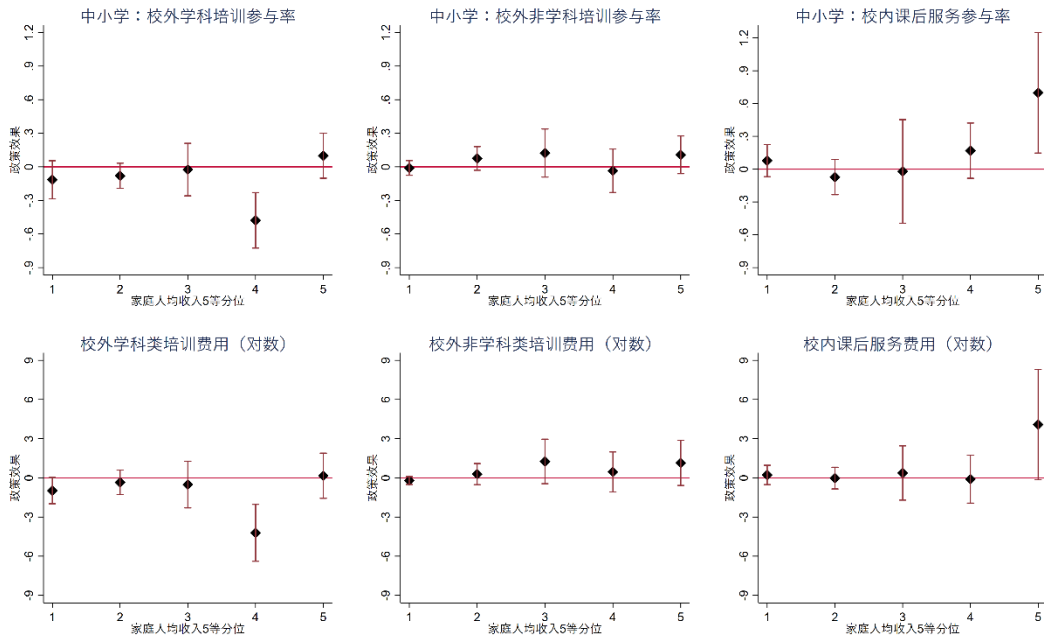 中小学：校外学科培训参与率
政策效果
1.2
.9
.6
.3
0
-.3
-.6
-.9
1 2 3 4 5
家庭人均收入5等分位
中小学：校外非学科培训参与率
政策效果
1.2
.9
.6
.3
0
-.3
-.6
-.9
1 2 3 4 5
家庭人均收入5等分位
中小学：校内课后服务参与率
政策效果
1.2
.9
.6
.3
0
-.3
-.6
-.9
1 2 3 4 5
家庭人均收入5等分位
校外学科类培训费用（对数）
政策效果
9
6
3
0
-3
-6
-9
1 2 3 4 5
家庭人均收入5等分位
校外非学科类培训费用（对数）
政策效果
9
6
3
0
-3
-6
-9
1 2 3 4 5
家庭人均收入5等分位
校内课后服务费用（对数）
政策效果
9
6
3
0
-3
-6
-9
1 2 3 4 5
家庭人均收入5等分位